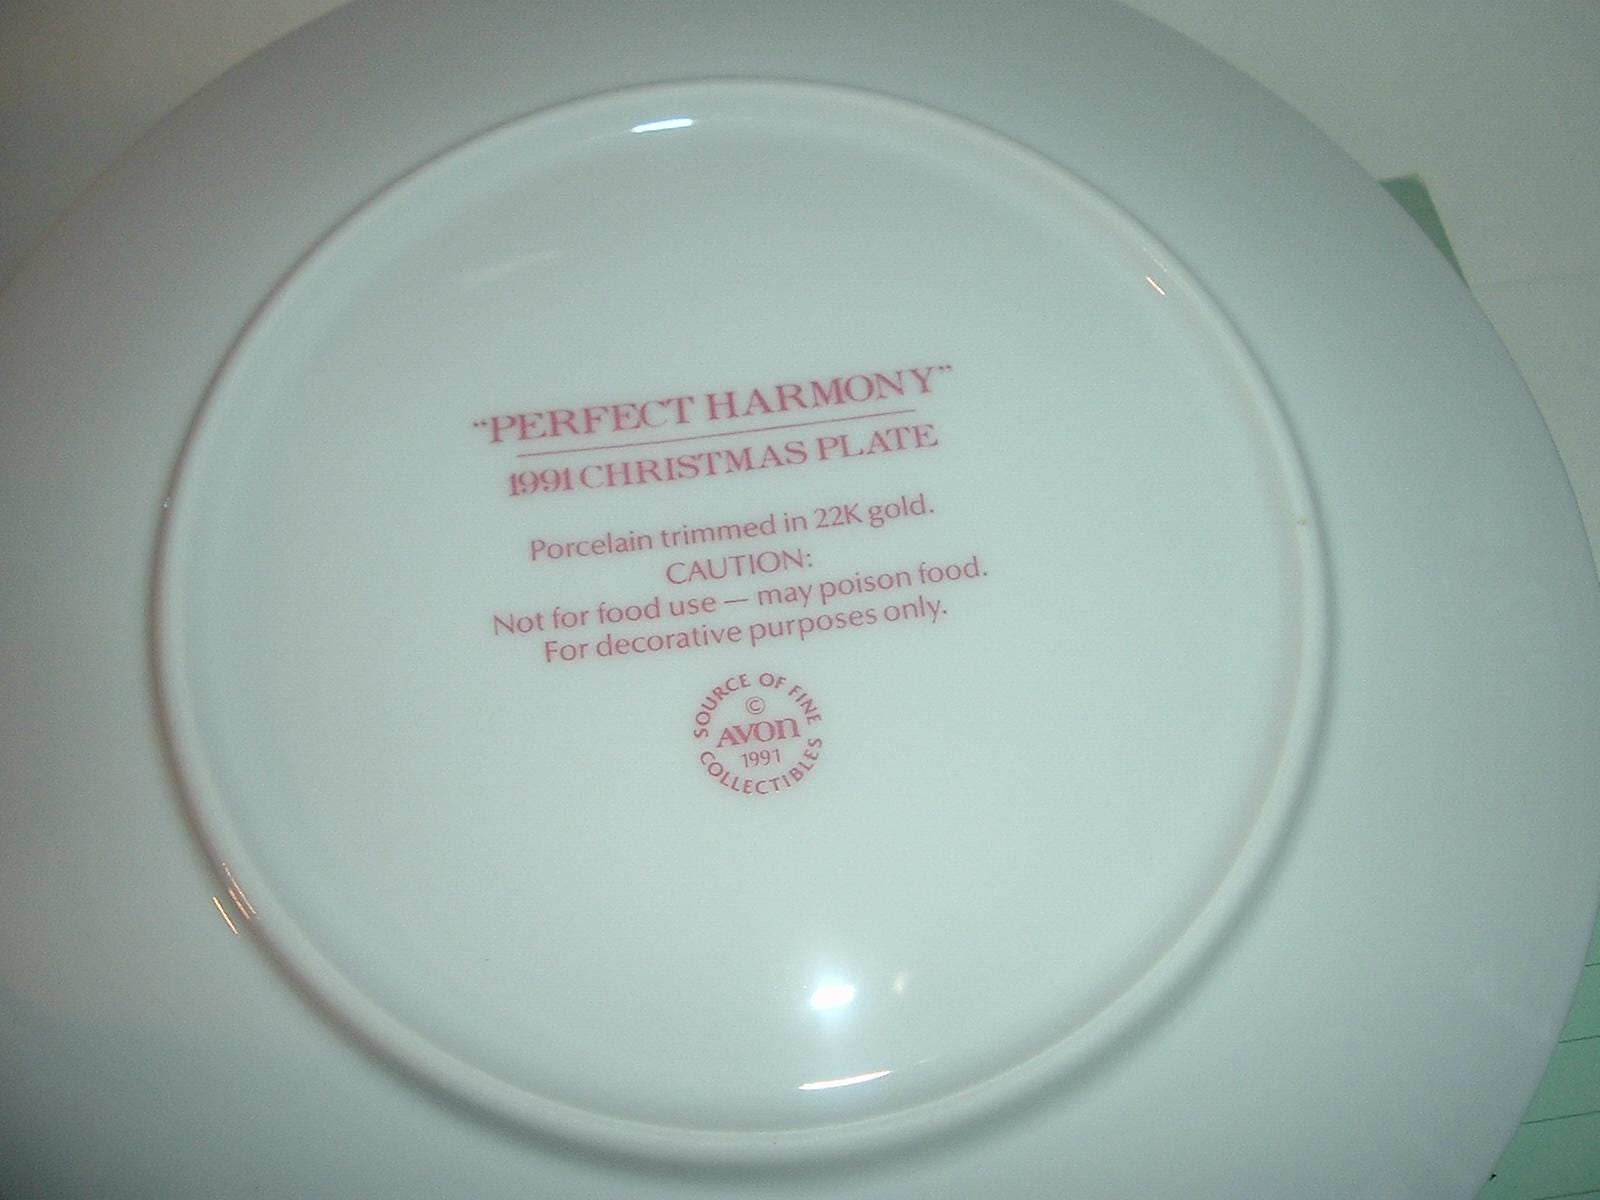 “PERFECT HARMONY”
1991 CHRISTMAS PLATE
Porcelain trimmed in 22K gold.
CAUTION:
Not for food use — may poison food.
For decorative purposes only.
SOURCE OF FINE
©
AVON
1991
COLLECTIBLES